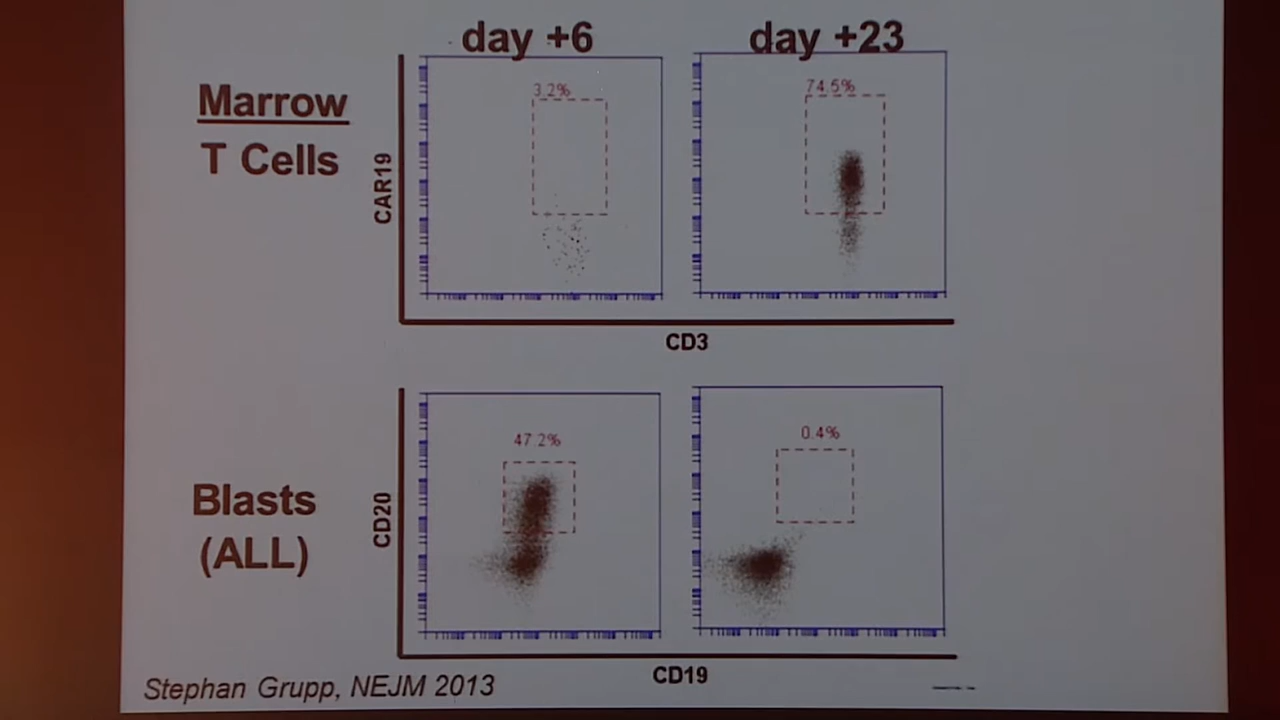 day +6
day +23
Marrow
T Cells
CAR19
3.2%
74.5%
CD3
Blasts
(ALL)
CD20
47.2%
0.4%
CD19
Stephan Grupp, NEJM 2013